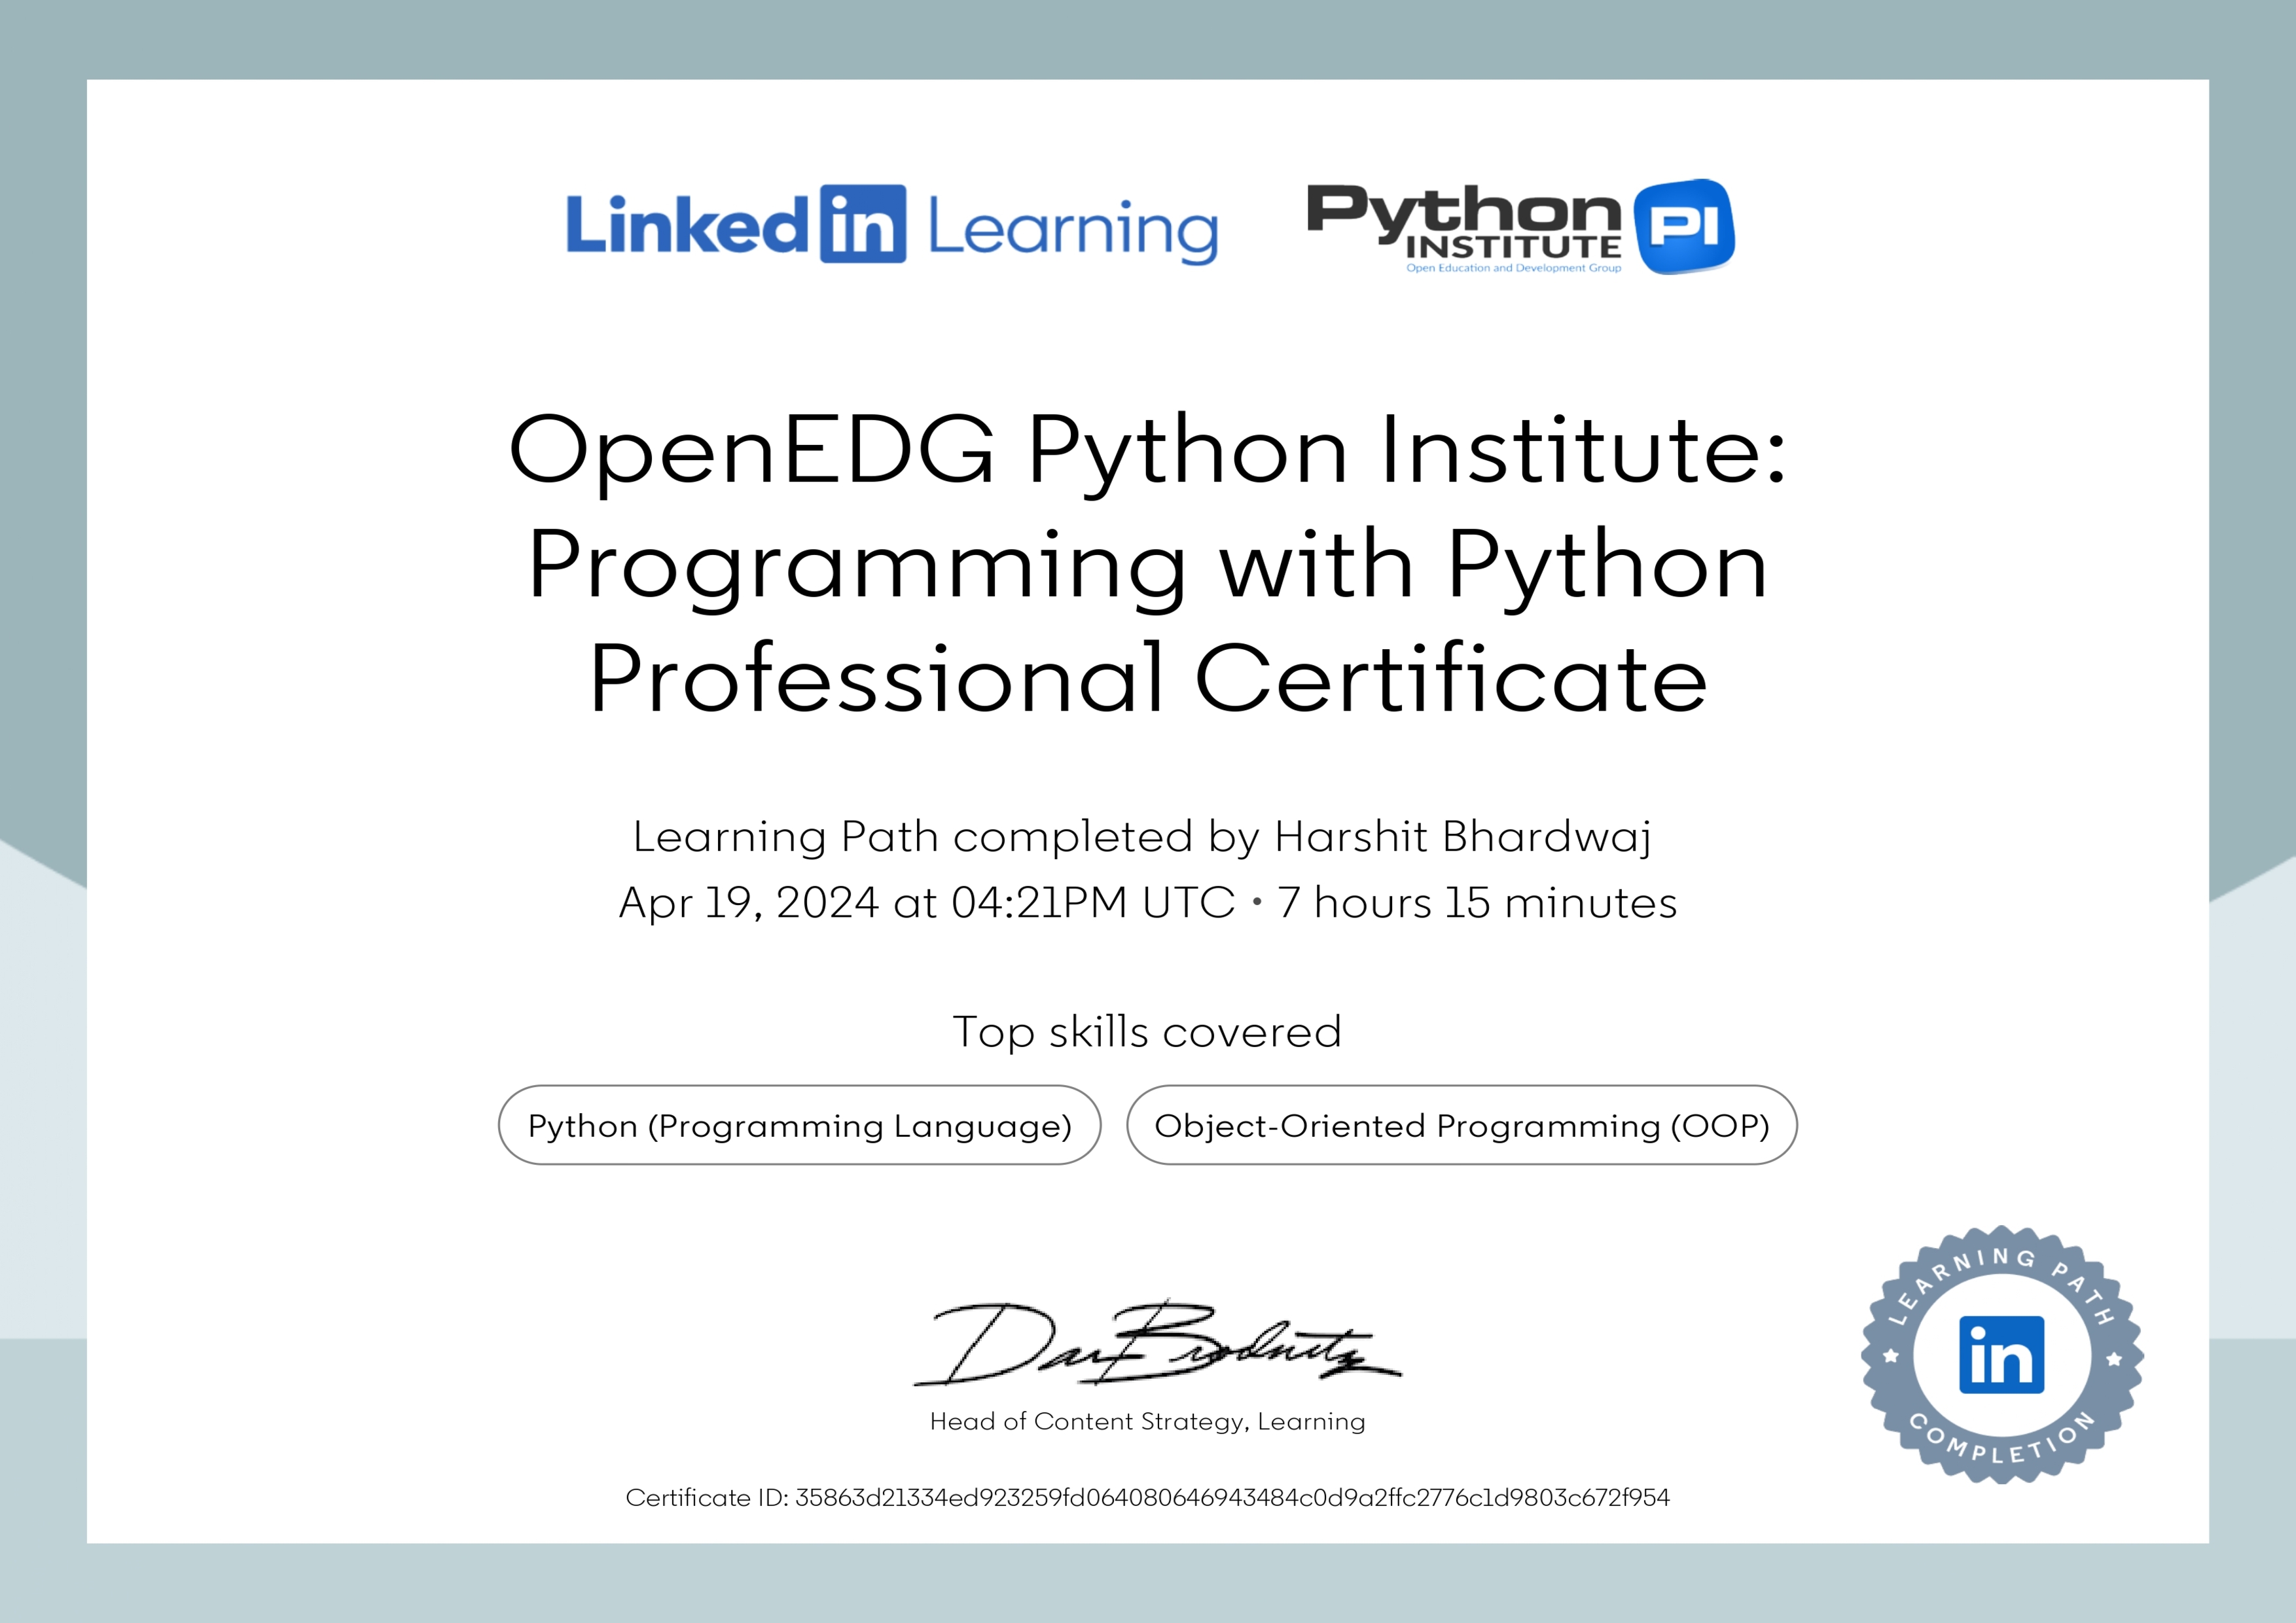 Linked in Learning
Python
INSTITUTE
Open Education and Development Group
PI
OpenEDG Python Institute:
Programming with Python
Professional Certificate
Learning Path completed by Harshit Bhardwaj
Apr 19, 2024 at 04:21PM UTC • 7 hours 15 minutes
Top skills covered
Python (Programming Language)
Object-Oriented Programming (OOP)
Dan Brodnitz
Head of Content Strategy, Learning
Certificate ID: 35863d21334ed923259fd064080646943484c0d9a2ffc2776c1d9803c672f954
LEARNING PATH
in
COMPLETION